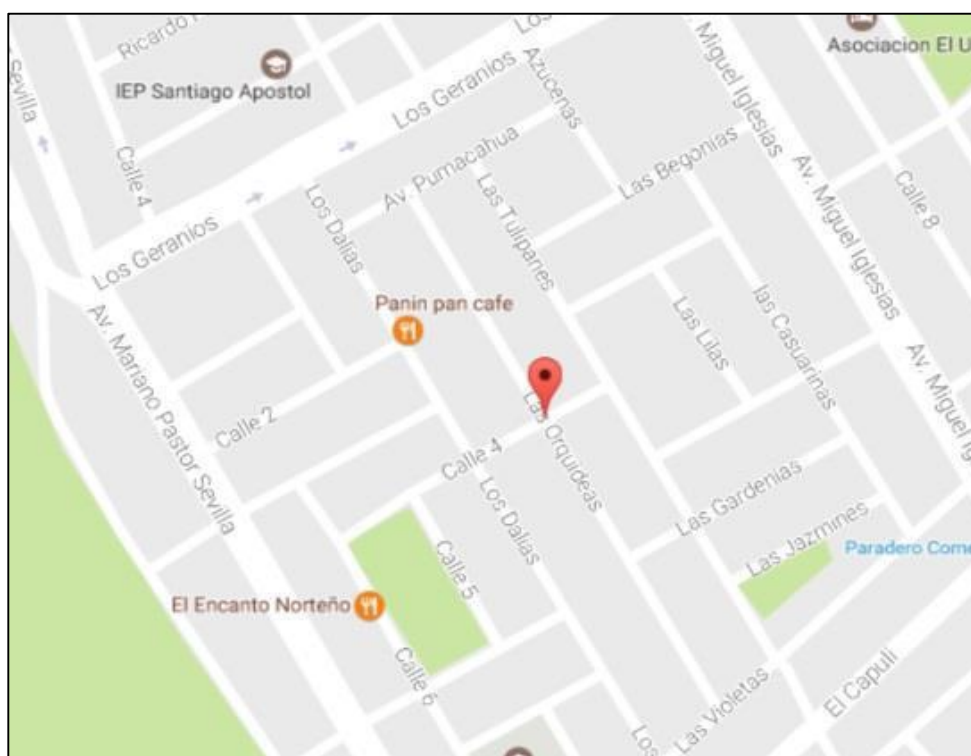 Ricardo
Asociacion El U
IEP Santiago Apostol
Sevilla
Los Geranios
Los
Azucenas
Miguel Iglesias
Calle 4
Av. Pumacahua
Las Begonias
Av. Miguel Iglesias
Calle 8
Los Geranios
Los Dalias
Las Tulipanes
Panin pan cafe
Las Lilas
las Casuarinas
Av. Mariano Pastor Sevilla
Calle 2
Las Orquideas
Av. Miguel Ig
Calle 4
Los Dalias
Las Gardenias
Las Jazmines
Paradero Come
Calle 5
El Encanto Norteño
Calle 6
Los
Las Violetas
El Capuli